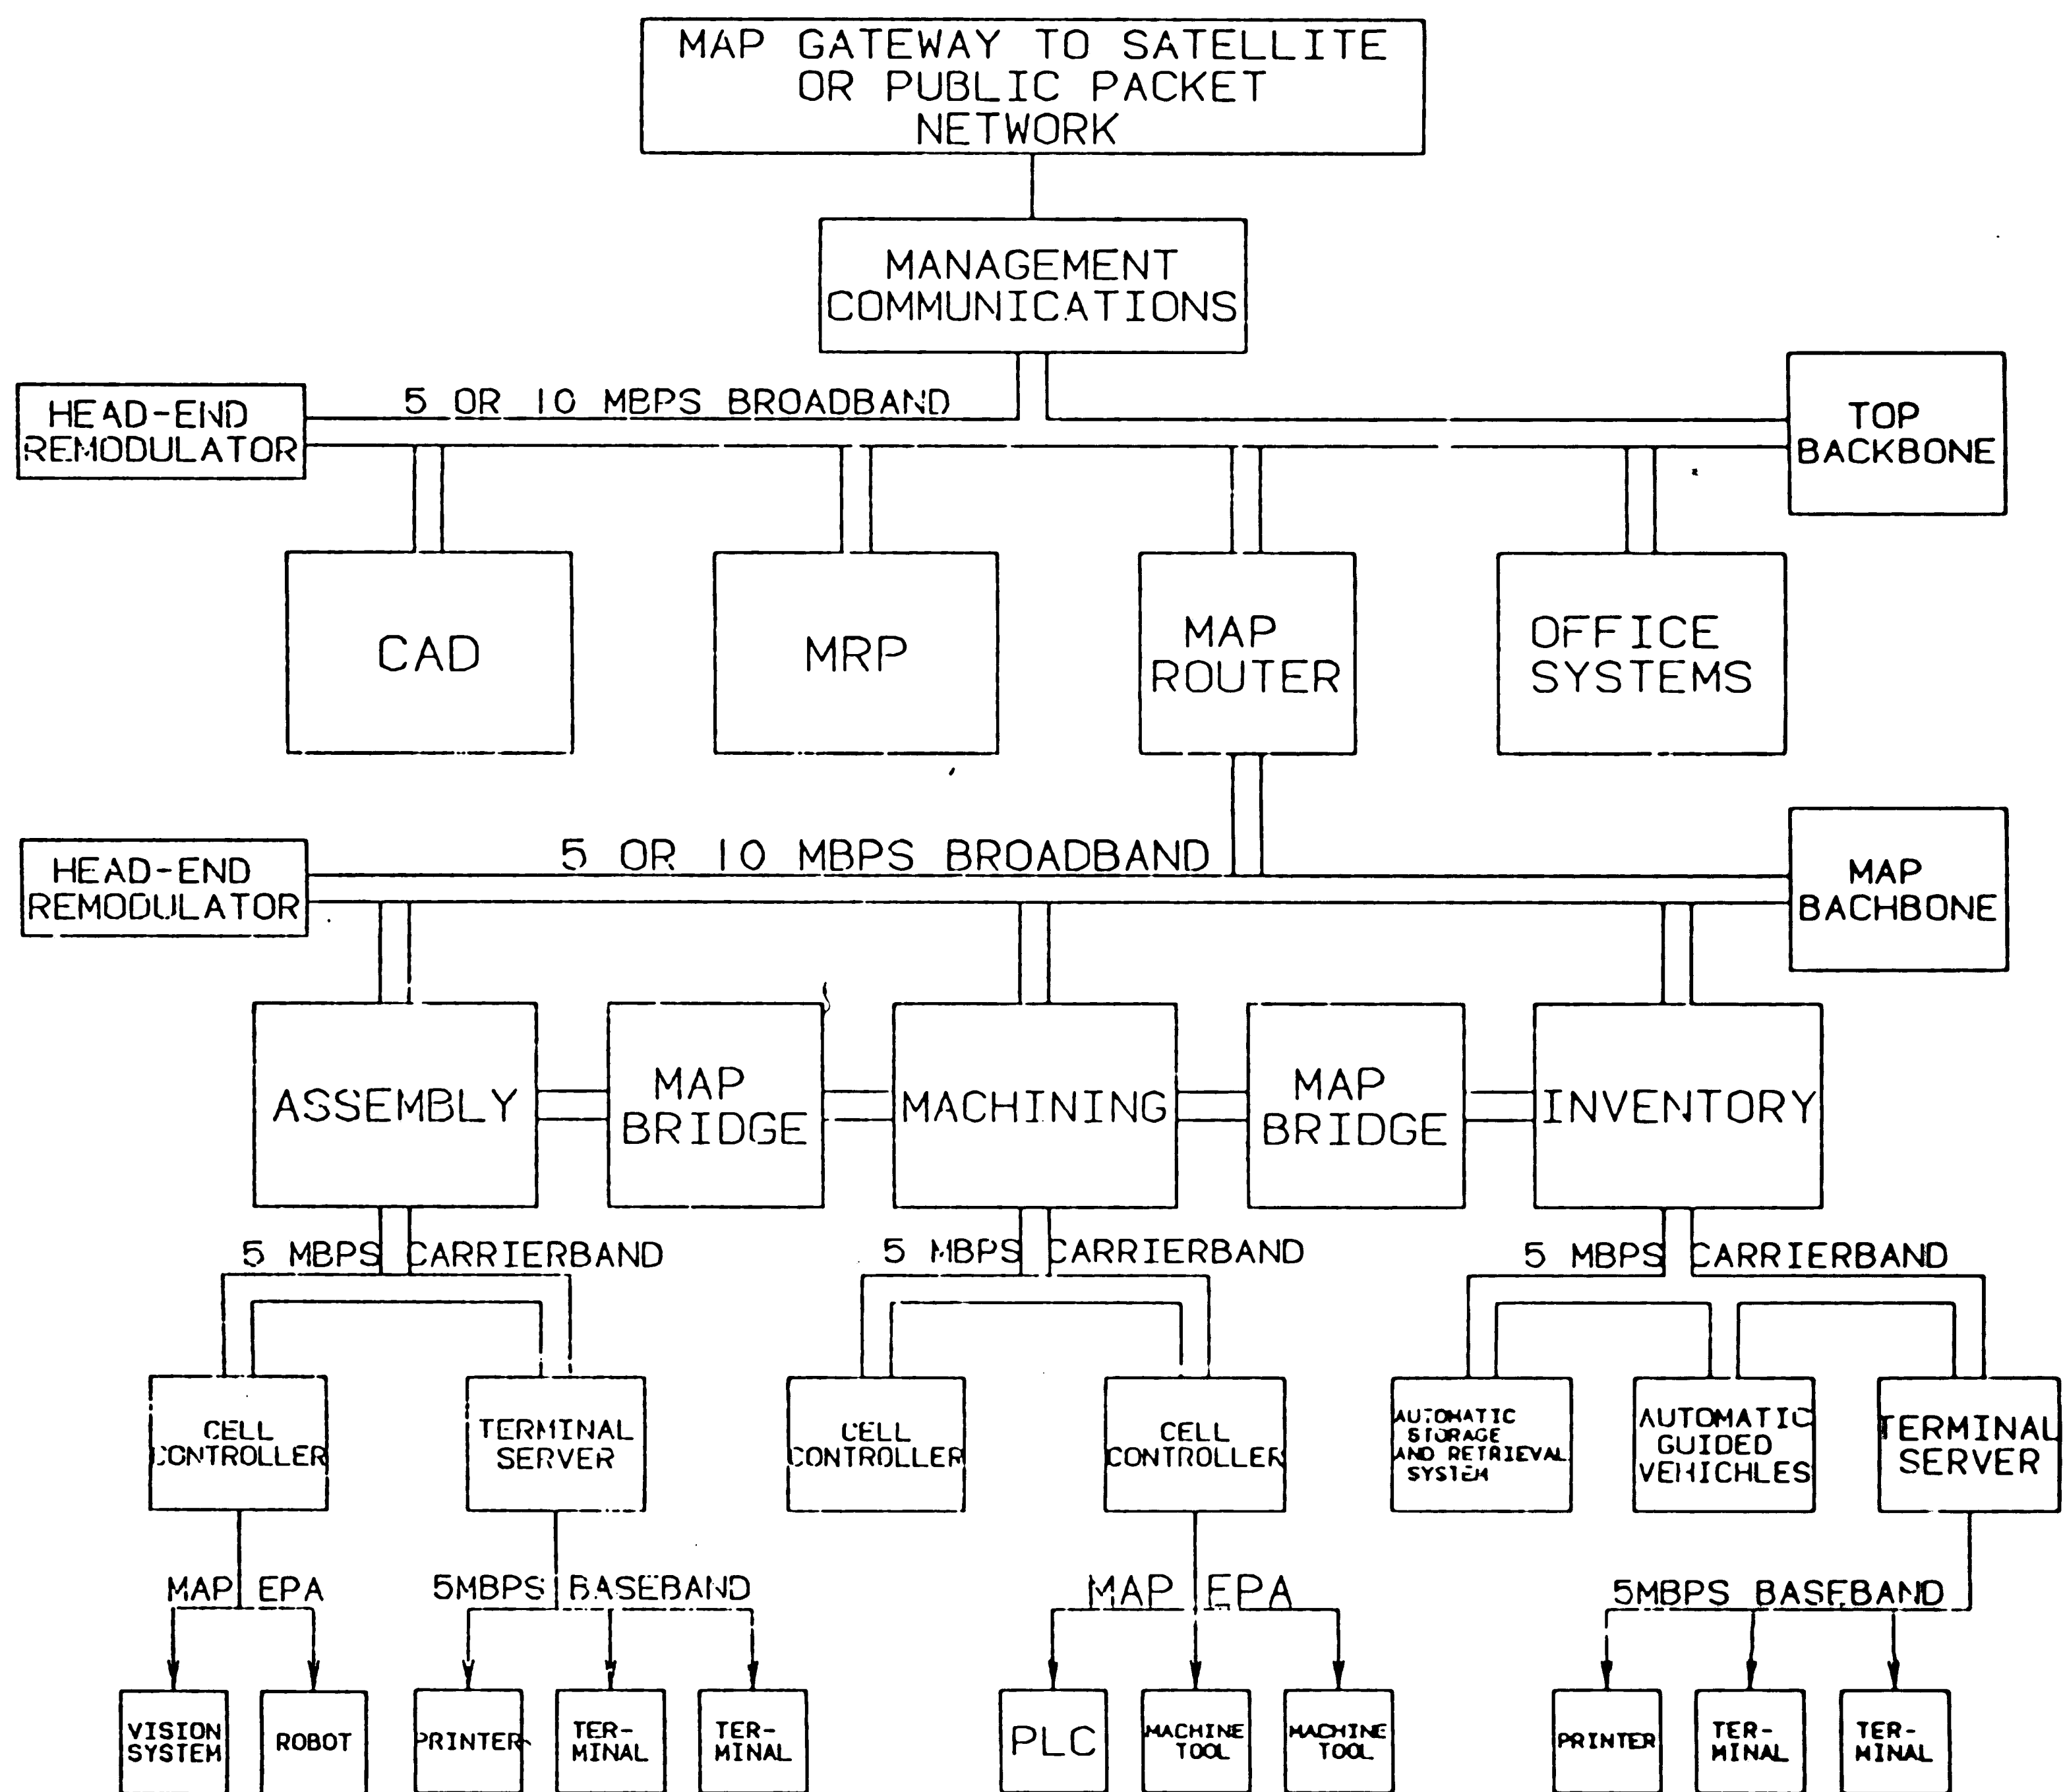 MAP GATEWAY TO SATELLITE
OR PUBLIC PACKET
NETWORK
MANAGEMENT
COMMUNICATIONS
5 OR 10 MBPS BROADBAND
HEAD-END
REMODULATOR
TOP
BACKBONE
CAD
MRP
MAP
ROUTER
OFFICE
SYSTEMS
5 OR 10 MBPS BROADBAND
HEAD-END
REMODULATOR
MAP
BACHBONE
ASSEMBLY
MAP
BRIDGE
MACHINING
MAP
BRIDGE
INVENTORY
5 MBPS CARRIERBAND
5 MBPS CARRIERBAND
5 MBPS CARRIERBAND
CELL
CONTROLLER
TERMINAL
SERVER
CELL
CONTROLLER
CELL
CONTROLLER
AUTOMATIC
STORAGE
AND RETRIEVAL
SYSTEM
AUTOMATIC
GUIDED
VEHICHLES
TERMINAL
SERVER
MAP EPA
5MBPS BASEBAND
MAP EPA
5MBPS BASEBAND
VISION
SYSTEM
ROBOT
PRINTER
TER-
MINAL
TER-
MINAL
PLC
MACHINE
TOOL
MACHINE
TOOL
PRINTER
TER-
MINAL
TER-
MINAL